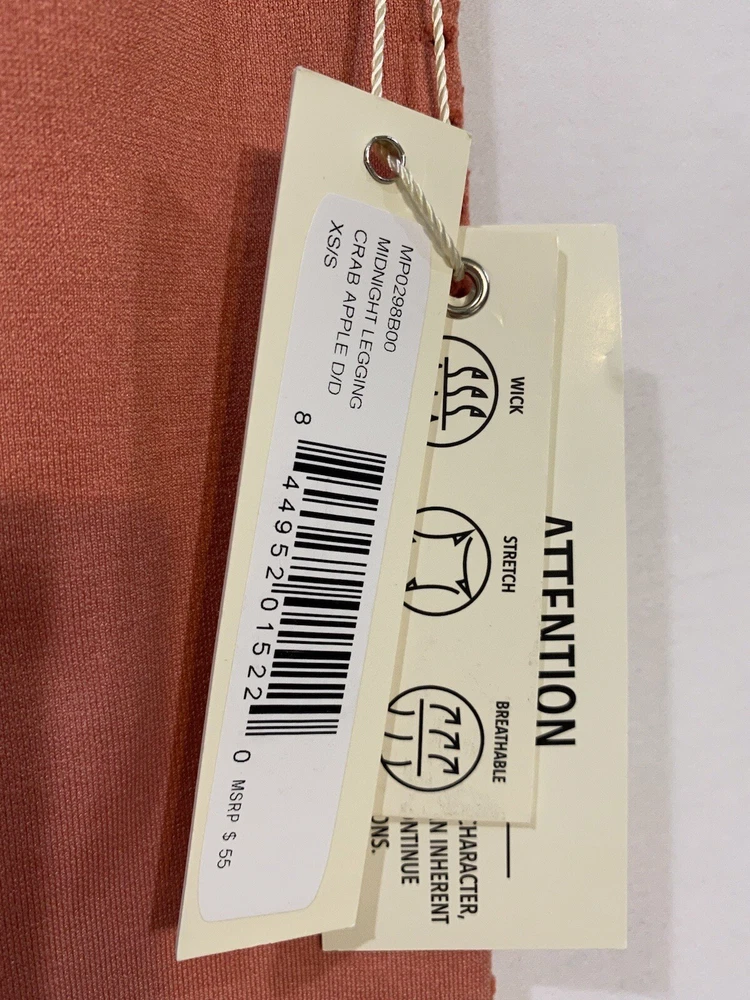 MP0298B00
MIDNIGHT LEGGING
CRAB APPLE D/D
XS/S
8 44952 01522 0
MSRP $ 55
WICK
STRETCH
BREATHABLE
ATTENTION
CHARACTER,
N INHERENT
ONTINUE
ONS.